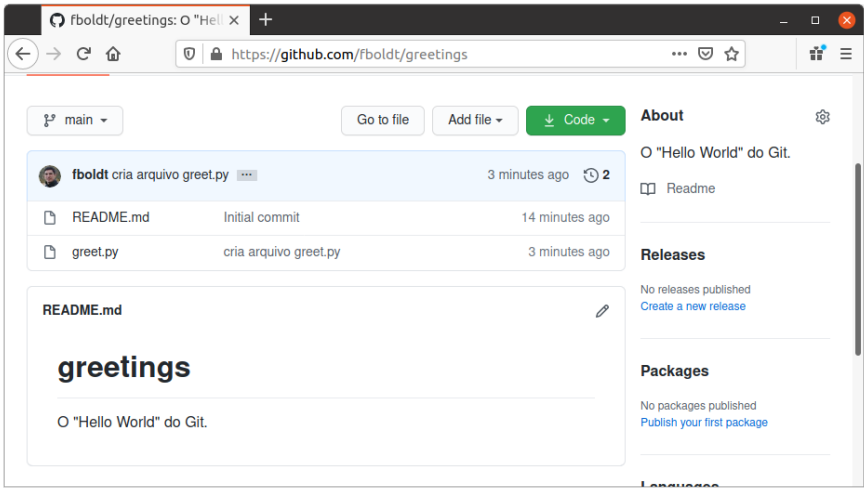 fboldt/greetings: O "Hell
https://github.com/fboldt/greetings
main
Go to file
Add file
Code
fboldt cria arquivo greet.py
3 minutes ago
2
README.md Initial commit 14 minutes ago
greet.py cria arquivo greet.py 3 minutes ago
README.md
greetings
O "Hello World" do Git.
About
O "Hello World" do Git.
Readme
Releases
No releases published
Create a new release
Packages
No packages published
Publish your first package
Languages